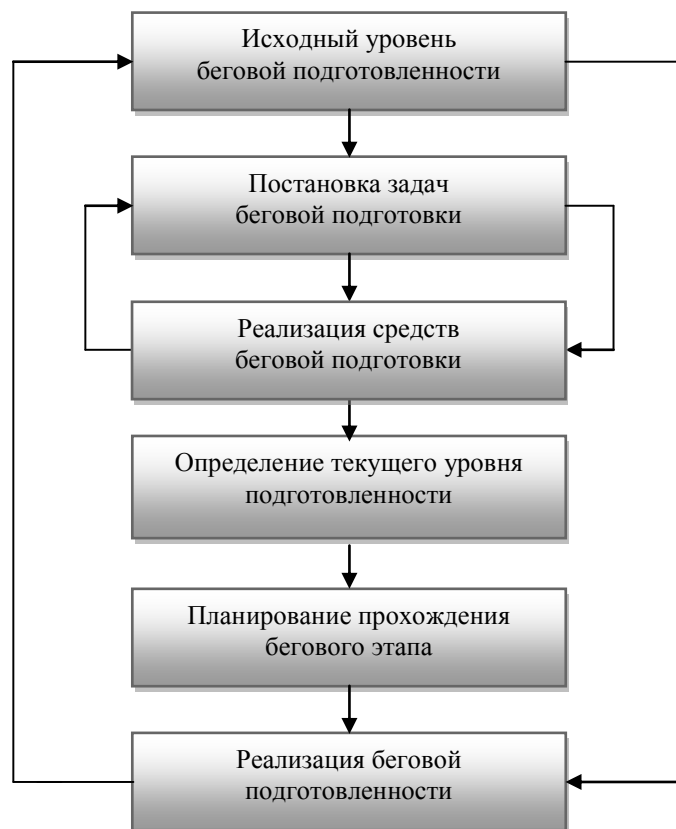 Исходный уровень
беговой подготовленности
Постановка задач
беговой подготовки
Реализация средств
беговой подготовки
Определение текущего уровня
подготовленности
Планирование прохождения
бегового этапа
Реализация беговой
подготовленности